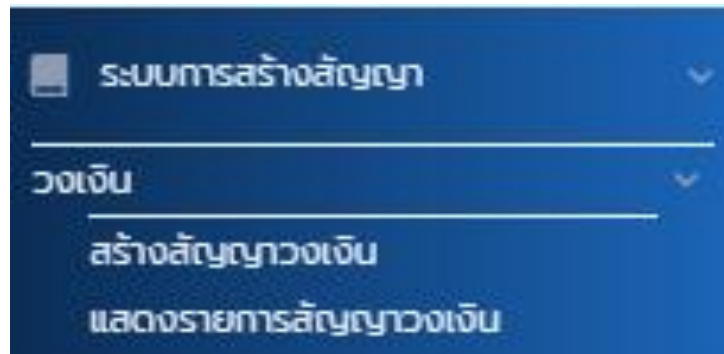 ระบบการสร้างสัญญา
วงเงิน
สร้างสัญญาวงเงิน
แสดงรายการสัญญาวงเงิน